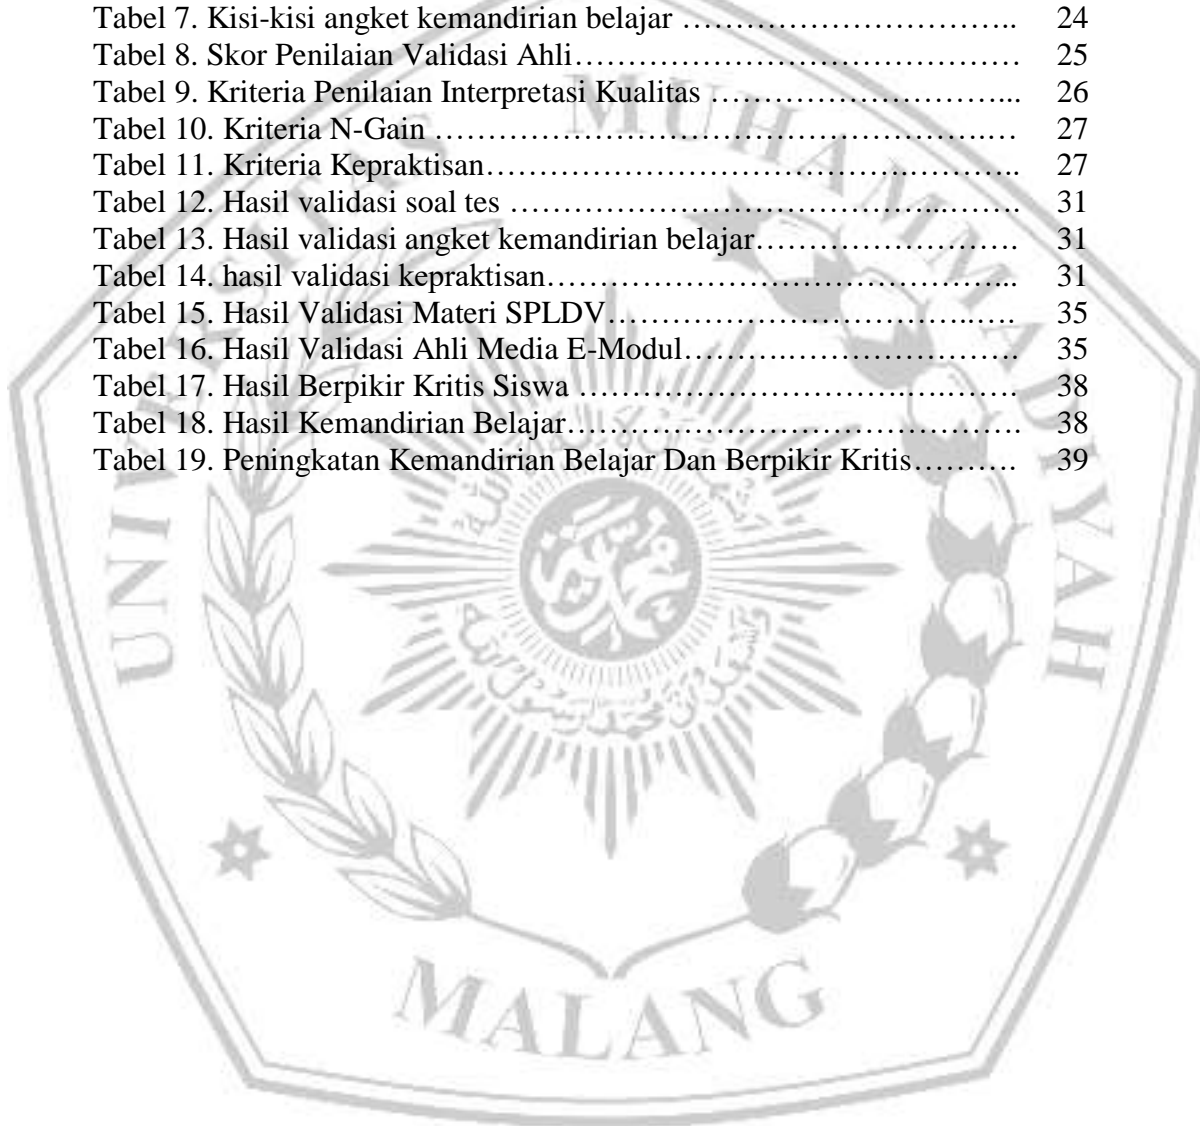 Tabel 7. Kisi-kisi angket kemandirian belajar ………………………….. 24
Tabel 8. Skor Penilaian Validasi Ahli…………………………………… 25
Tabel 9. Kriteria Penilaian Interpretasi Kualitas ………………………... 26
Tabel 10. Kriteria N-Gain ………………………………………….…… 27
Tabel 11. Kriteria Kepraktisan………………………………………….. 27
Tabel 12. Hasil validasi soal tes …………………………………...……. 31
Tabel 13. Hasil validasi angket kemandirian belajar……………………. 31
Tabel 14. hasil validasi kepraktisan……………………………………... 31
Tabel 15. Hasil Validasi Materi SPLDV…………………………….…. 35
Tabel 16. Hasil Validasi Ahli Media E-Modul……….…………………. 35
Tabel 17. Hasil Berpikir Kritis Siswa ………………………….….……. 38
Tabel 18. Hasil Kemandirian Belajar……………………………………. 38
Tabel 19. Peningkatan Kemandirian Belajar Dan Berpikir Kritis………. 39
UNIVERSITAS MUHAMMADIYAH
MALANG